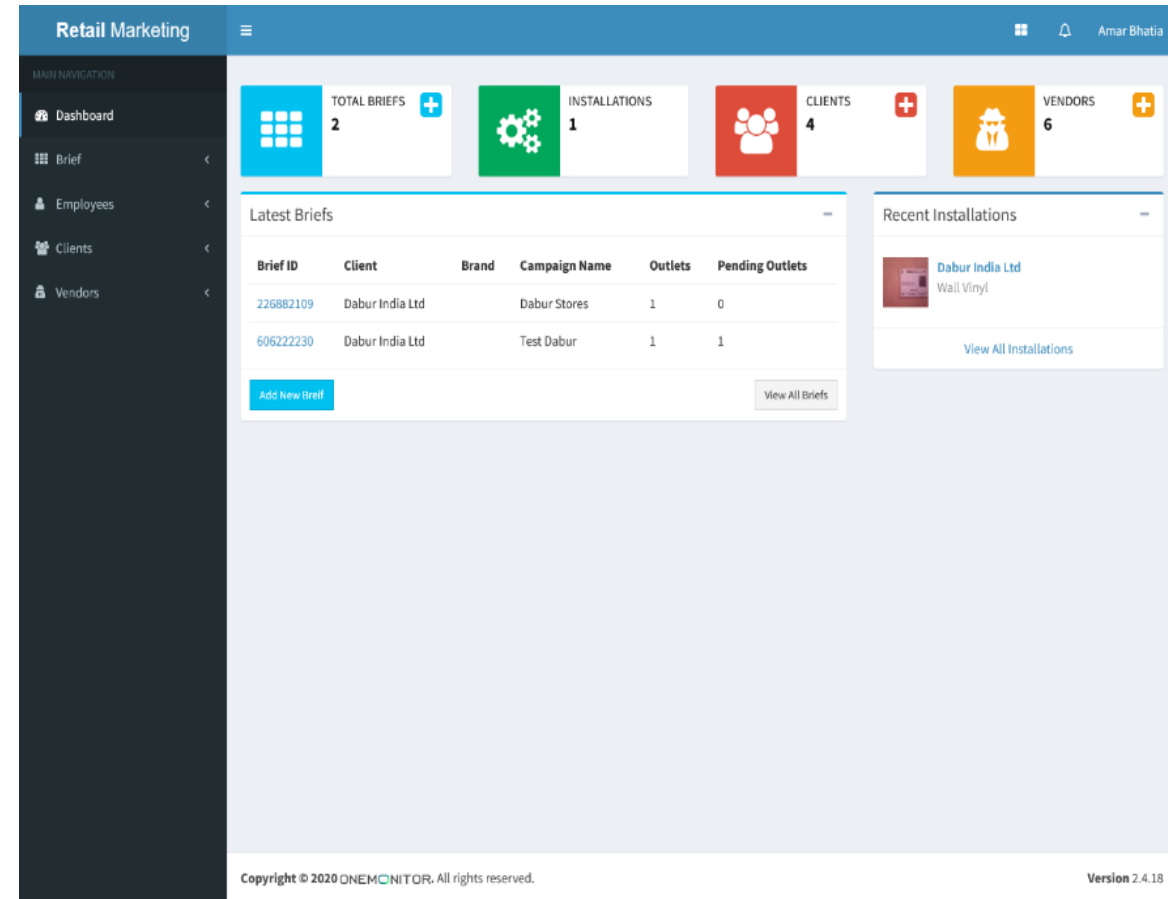 Retail Marketing
Amar Bhatia
MAIN NAVIGATION
Dashboard
Brief
Employees
Clients
Vendors
TOTAL BRIEFS
2
INSTALLATIONS
1
CLIENTS
4
VENDORS
6
Latest Briefs
Brief ID Client Brand Campaign Name Outlets Pending Outlets
226882109 Dabur India Ltd Dabur Stores 1 0
606222230 Dabur India Ltd Test Dabur 1 1
Add New Breif
View All Briefs
Recent Installations
Dabur India Ltd
Wall Vinyl
View All Installations
Copyright © 2020 ONEMONITOR. All rights reserved.
Version 2.4.18